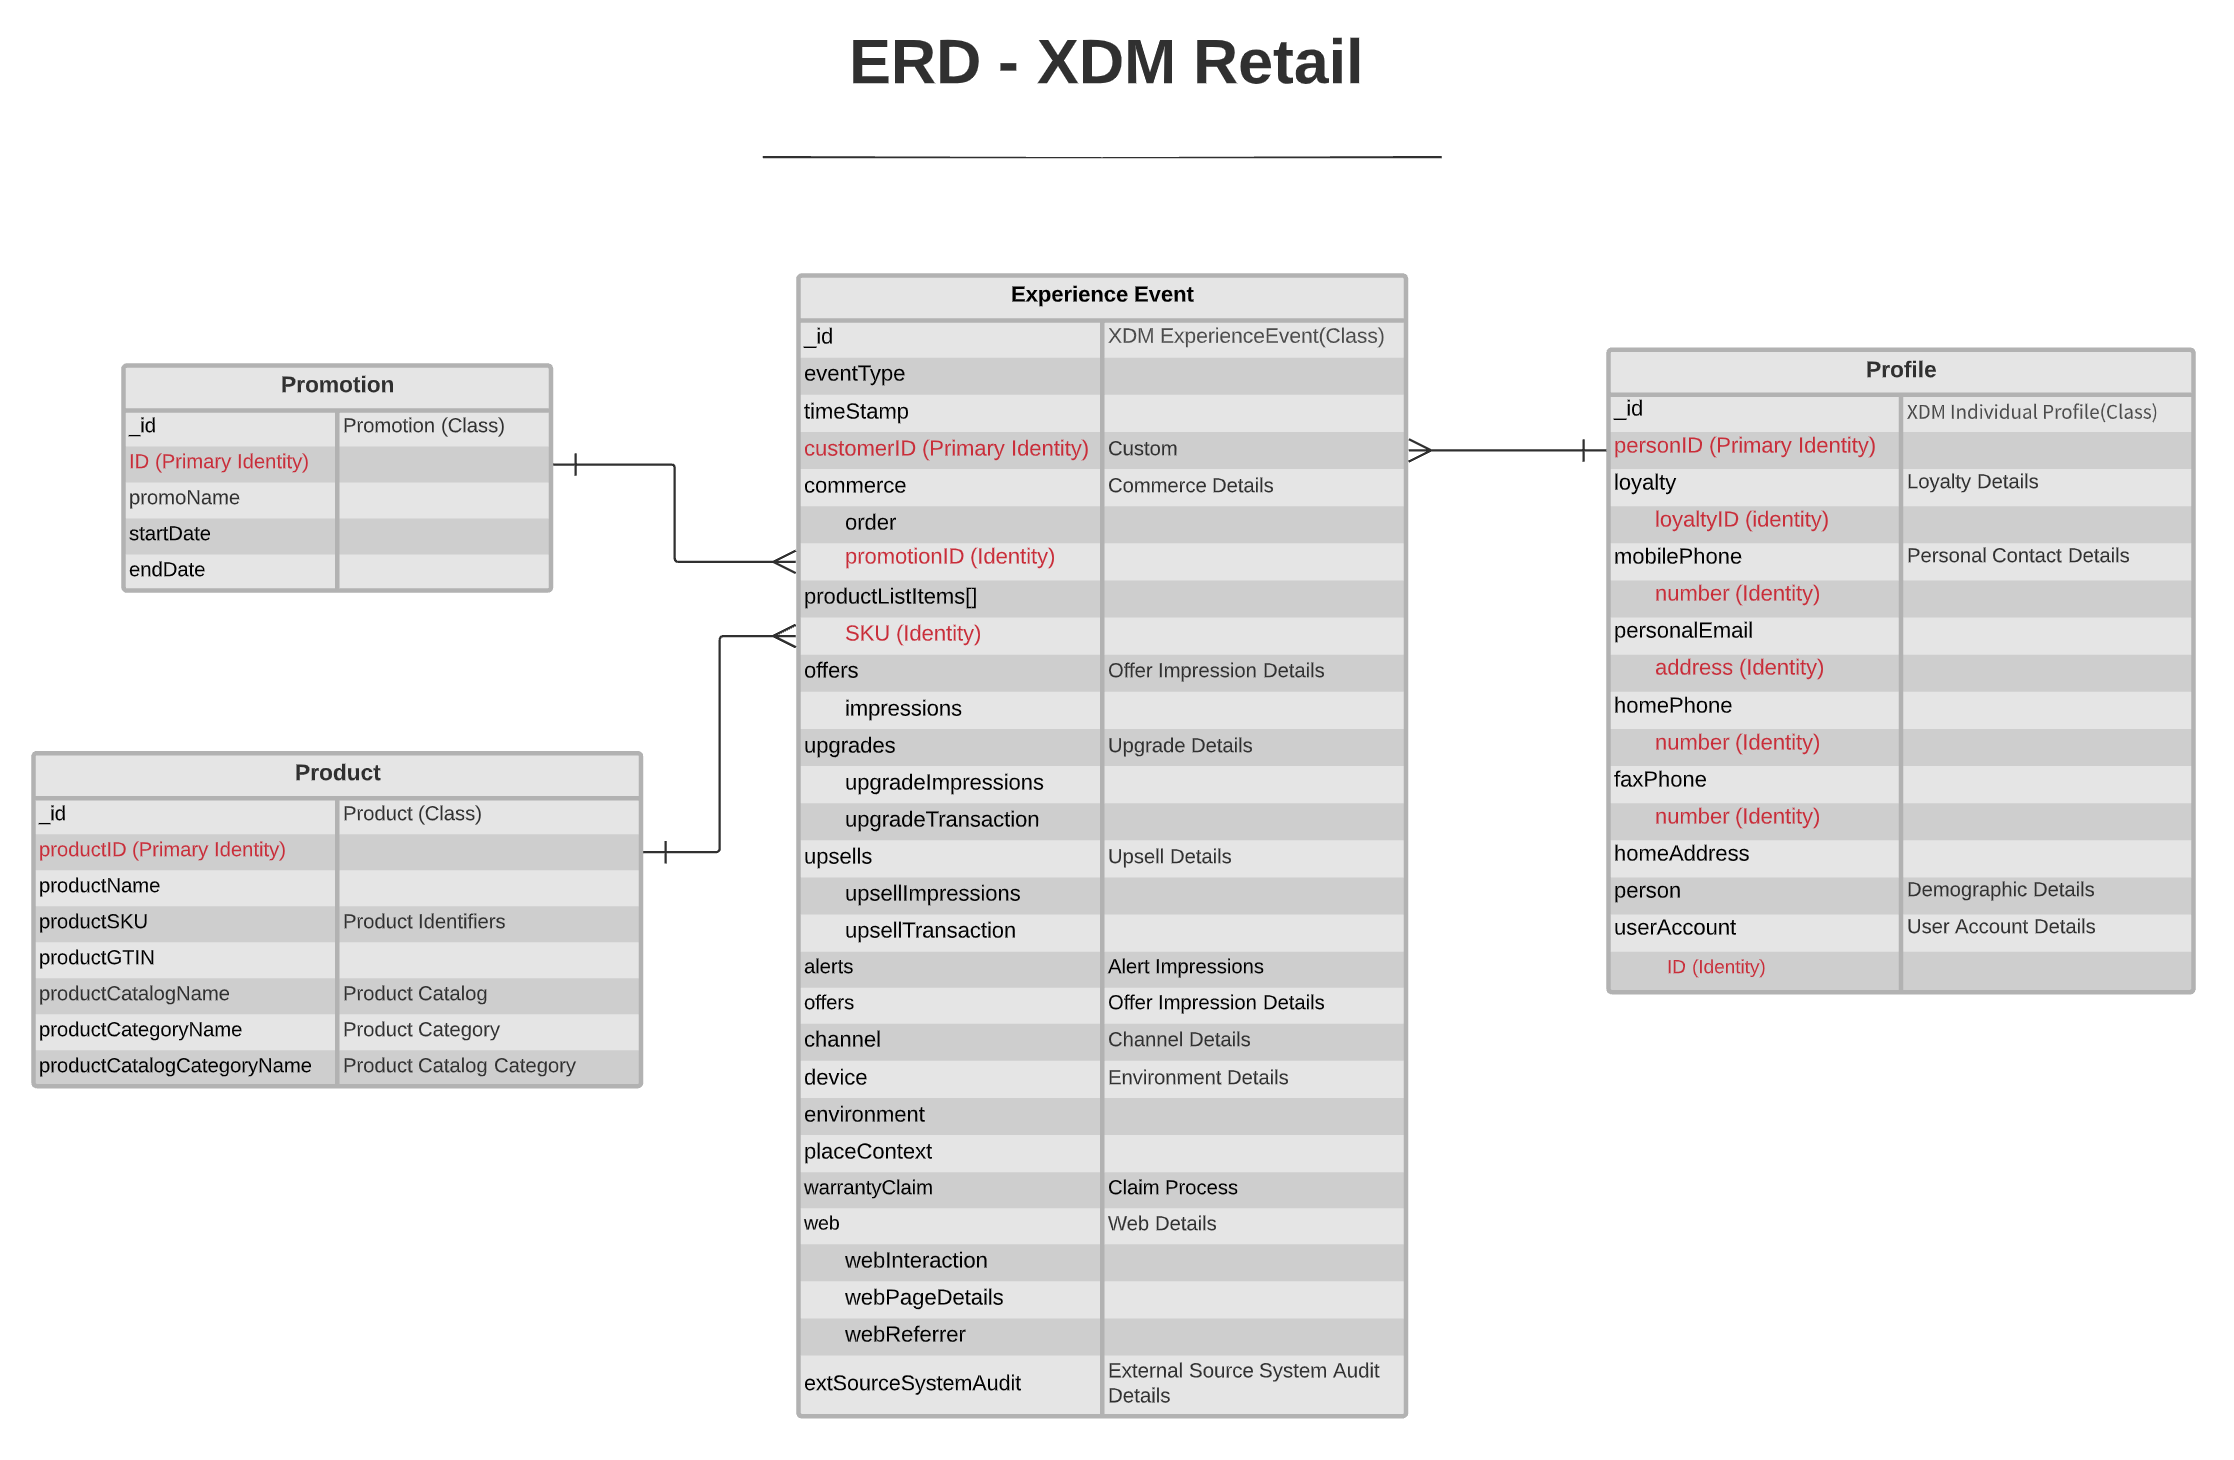 ERD - XDM Retail
Promotion
_id Promotion (Class)
ID (Primary Identity)
promoName
startDate
endDate
Product
_id Product (Class)
productID (Primary Identity)
productName
productSKU Product Identifiers
productGTIN
productCatalogName Product Catalog
productCategoryName Product Category
productCatalogCategoryName Product Catalog Category
Experience Event
_id XDM ExperienceEvent(Class)
eventType
timeStamp
customerID (Primary Identity) Custom
commerce Commerce Details
order
promotionID (Identity)
productListItems[]
SKU (Identity)
offers Offer Impression Details
impressions
upgrades Upgrade Details
upgradeImpressions
upgradeTransaction
upsells Upsell Details
upsellImpressions
upsellTransaction
alerts Alert Impressions
offers Offer Impression Details
channel Channel Details
device Environment Details
environment
placeContext
warrantyClaim Claim Process
web Web Details
webInteraction
webPageDetails
webReferrer
extSourceSystemAudit External Source System Audit
Details
Profile
_id XDM Individual Profile(Class)
personID (Primary Identity)
loyalty Loyalty Details
loyaltyID (identity)
mobilePhone Personal Contact Details
number (Identity)
personalEmail
address (Identity)
homePhone
number (Identity)
faxPhone
number (Identity)
homeAddress
person Demographic Details
userAccount User Account Details
ID (Identity)